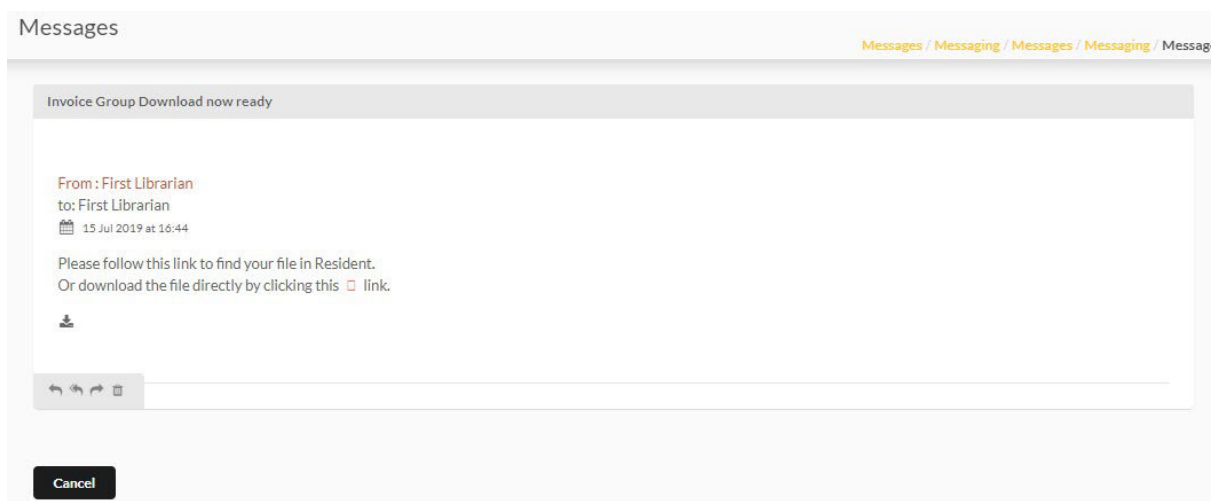 Messages
Messages / Messaging / Messages / Messaging / Messag
Invoice Group Download now ready
From : First Librarian
to: First Librarian
15 Jul 2019 at 16:44
Please follow this link to find your file in Resident.
Or download the file directly by clicking this link.
Cancel